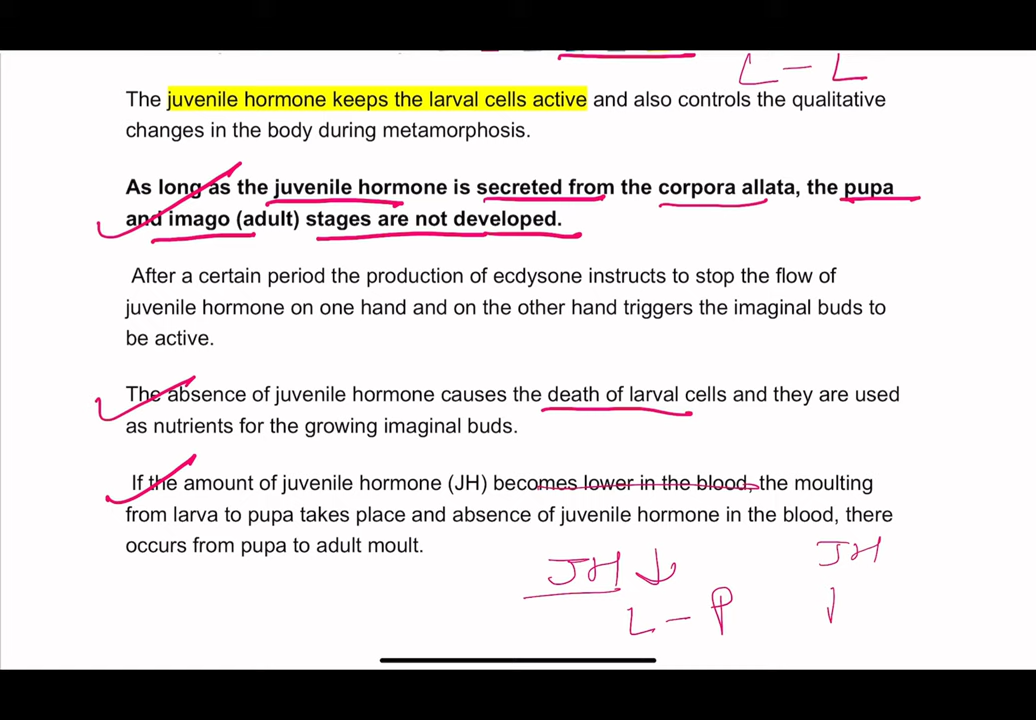 L - L
The juvenile hormone keeps the larval cells active and also controls the qualitative
changes in the body during metamorphosis.
As long as the juvenile hormone is secreted from the corpora allata, the pupa
and imago (adult) stages are not developed.
After a certain period the production of ecdysone instructs to stop the flow of
juvenile hormone on one hand and on the other hand triggers the imaginal buds to
be active.
The absence of juvenile hormone causes the death of larval cells and they are used
as nutrients for the growing imaginal buds.
If the amount of juvenile hormone (JH) becomes lower in the blood, the moulting
from larva to pupa takes place and absence of juvenile hormone in the blood, there
occurs from pupa to adult moult.
JH ↓ JH
L - P